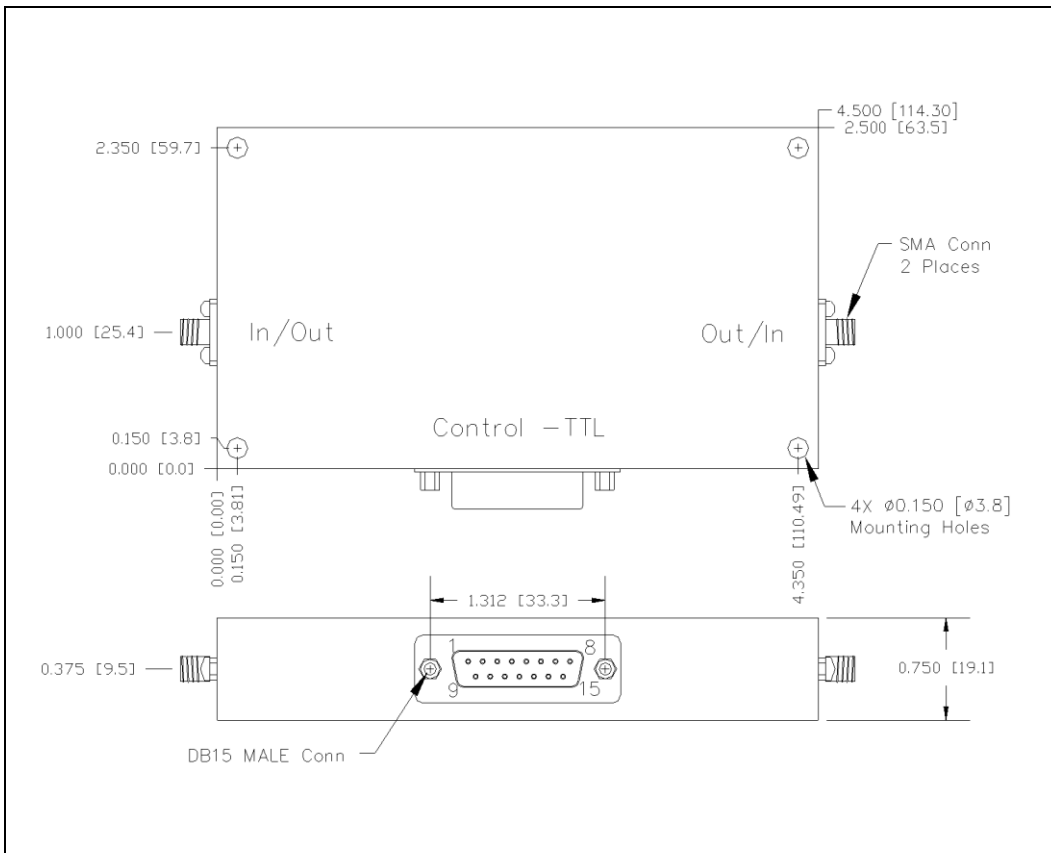 4.500 [114.30]
2.500 [63.5]
2.350 [59.7]
SMA Conn
2 Places
1.000 [25.4]
In/Out
Out/In
Control -TTL
0.150 [3.8]
0.000 [0.0]
0.000 [0.00]
0.150 [3.81]
4.350 [110.49]
4X ø0.150 [ø3.8]
Mounting Holes
1.312 [33.3]
1
8
0.375 [9.5]
0.750 [19.1]
9
15
DB15 MALE Conn